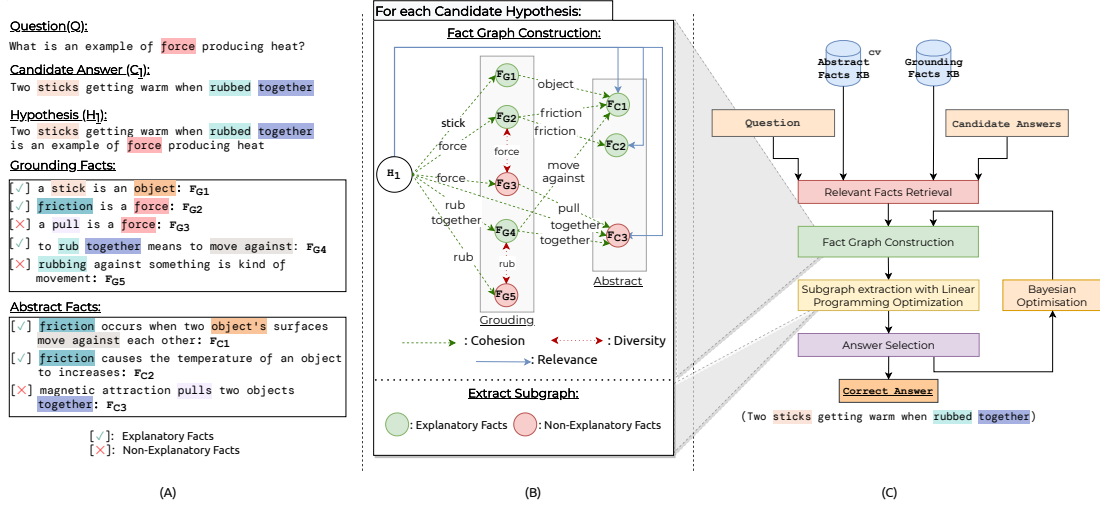 Question(Q):
What is an example of force producing heat?
Candidate Answer (C1):
Two sticks getting warm when rubbed together
Hypothesis (H1):
Two sticks getting warm when rubbed together
is an example of force producing heat
Grounding Facts:
[✓] a stick is an object: FG1
[✓] friction is a force: FG2
[✕] a pull is a force: FG3
[✓] to rub together means to move against: FG4
[✕] rubbing against something is kind of
movement: FG5
Abstract Facts:
[✓] friction occurs when two object's surfaces
move against each other: FC1
[✓] friction causes the temperature of an object
to increases: FC2
[✕] magnetic attraction pulls two objects
together: FC3
[✓]: Explanatory Facts
[✕]: Non-Explanatory Facts
(A)
For each Candidate Hypothesis:
Fact Graph Construction:
H1
FG1
FG2
FG3
FG4
FG5
FC1
FC2
FC3
stick
force
force
rub
together
rub
object
friction
friction
force
move
against
pull
together
together
rub
Grouding
Abstract
: Cohesion
: Diversity
: Relevance
Extract Subgraph:
: Explanatory Facts
: Non-Explanatory Facts
(B)
Abstract
Facts KB
cv
Grounding
Facts KB
Question
Candidate Answers
Relevant Facts Retrieval
Fact Graph Construction
Subgraph extraction with Linear
Programming Optimization
Bayesian
Optimisation
Answer Selection
Correct Answer
(Two sticks getting warm when rubbed together)
(C)